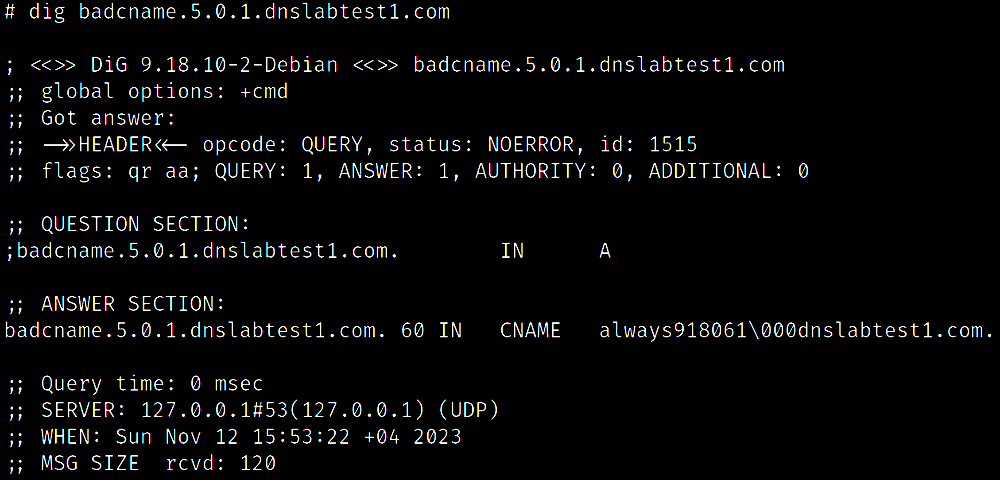 # dig badcname.5.0.1.dnslabtest1.com
; <<>> DiG 9.18.10-2-Debian <<>> badcname.5.0.1.dnslabtest1.com
;; global options: +cmd
;; Got answer:
;; ->>HEADER<<- opcode: QUERY, status: NOERROR, id: 1515
;; flags: qr aa; QUERY: 1, ANSWER: 1, AUTHORITY: 0, ADDITIONAL: 0
;; QUESTION SECTION:
;badcname.5.0.1.dnslabtest1.com. IN A
;; ANSWER SECTION:
badcname.5.0.1.dnslabtest1.com. 60 IN CNAME always918061\000dnslabtest1.com.
;; Query time: 0 msec
;; SERVER: 127.0.0.1#53(127.0.0.1) (UDP)
;; WHEN: Sun Nov 12 15:53:22 +04 2023
;; MSG SIZE rcvd: 120